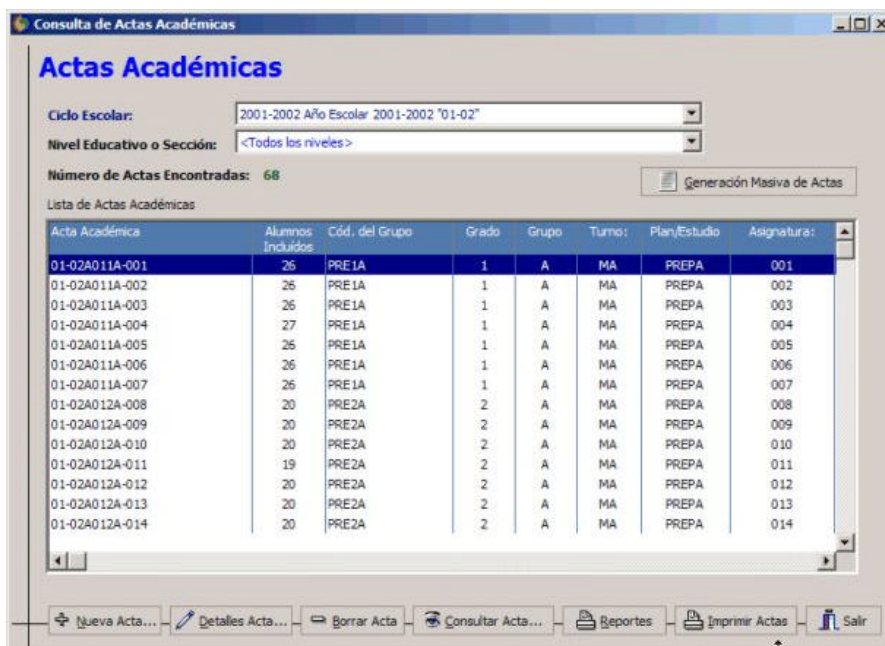 Consulta de Actas Académicas
Actas Académicas
Ciclo Escolar: 2001-2002 Año Escolar 2001-2002 "01-02"
Nivel Educativo o Sección: <Todos los niveles>
Número de Actas Encontradas: 68
Generación Masiva de Actas
Lista de Actas Académicas
Acta Académica Alumnos Incluídos Cód. del Grupo Grado Grupo Turno: Plan/Estudio Asignatura:
01-02A011A-001 26 PRE1A 1 A MA PREPA 001
01-02A011A-002 26 PRE1A 1 A MA PREPA 002
01-02A011A-003 26 PRE1A 1 A MA PREPA 003
01-02A011A-004 27 PRE1A 1 A MA PREPA 004
01-02A011A-005 26 PRE1A 1 A MA PREPA 005
01-02A011A-006 26 PRE1A 1 A MA PREPA 006
01-02A011A-007 26 PRE1A 1 A MA PREPA 007
01-02A012A-008 20 PRE2A 2 A MA PREPA 008
01-02A012A-009 20 PRE2A 2 A MA PREPA 009
01-02A012A-010 20 PRE2A 2 A MA PREPA 010
01-02A012A-011 19 PRE2A 2 A MA PREPA 011
01-02A012A-012 20 PRE2A 2 A MA PREPA 012
01-02A012A-013 20 PRE2A 2 A MA PREPA 013
01-02A012A-014 20 PRE2A 2 A MA PREPA 014
Nueva Acta... Detalles Acta... Borrar Acta Consultar Acta... Reportes Imprimir Actas Salir